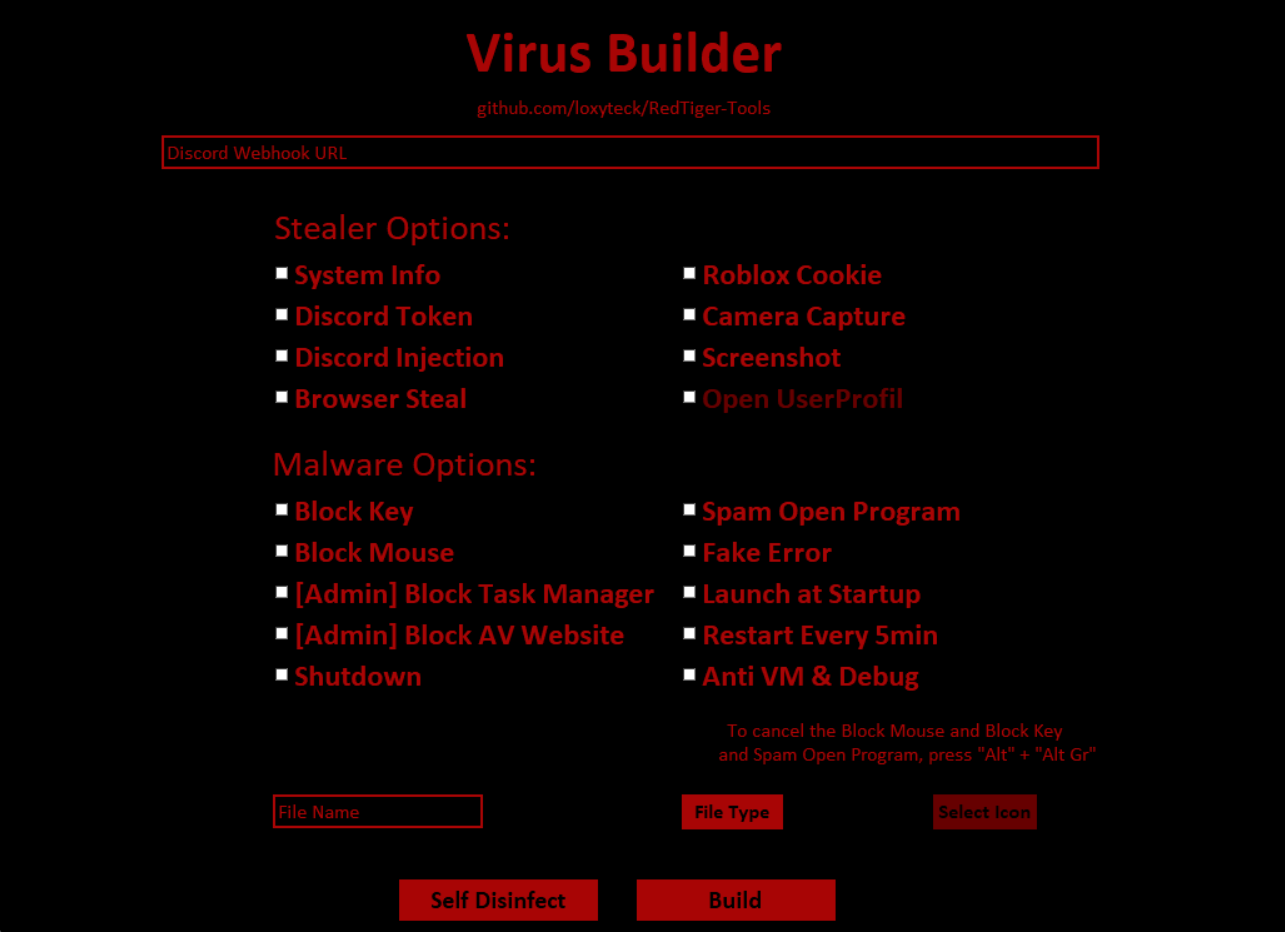 Virus Builder
github.com/loxyteck/RedTiger-Tools
Discord Webhook URL
Stealer Options:
System Info
Roblox Cookie
Discord Token
Camera Capture
Discord Injection
Screenshot
Browser Steal
Open UserProfil
Malware Options:
Block Key
Spam Open Program
Block Mouse
Fake Error
[Admin] Block Task Manager
Launch at Startup
[Admin] Block AV Website
Restart Every 5min
Shutdown
Anti VM & Debug
To cancel the Block Mouse and Block Key
and Spam Open Program, press "Alt" + "Alt Gr"
File Name
File Type
Select Icon
Self Disinfect
Build